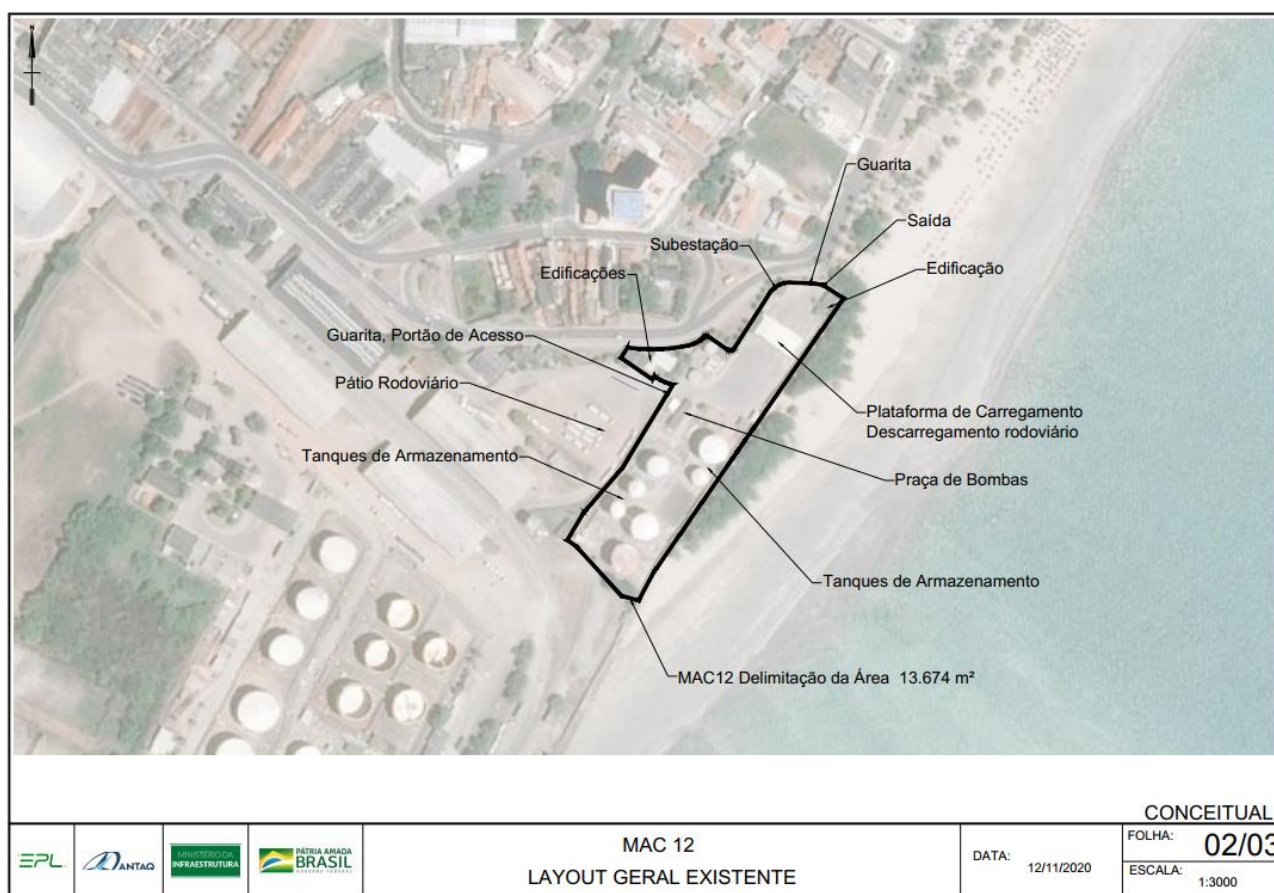 N
Guarita
Saída
Subestação
Edificação
Edificações
Guarita, Portão de Acesso
Pátio Rodoviário
Plataforma de Carregamento
Descarregamento rodoviário
Tanques de Armazenamento
Praça de Bombas
Tanques de Armazenamento
MAC12 Delimitação da Área 13.674 m²
CONCEITUAL
EPL
ANTAQ
MINISTÉRIO DA
INFRAESTRUTURA
PÁTRIA AMADA
BRASIL
GOVERNO FEDERAL
MAC 12
LAYOUT GERAL EXISTENTE
DATA:
12/11/2020
FOLHA:
02/03
ESCALA:
1:3000